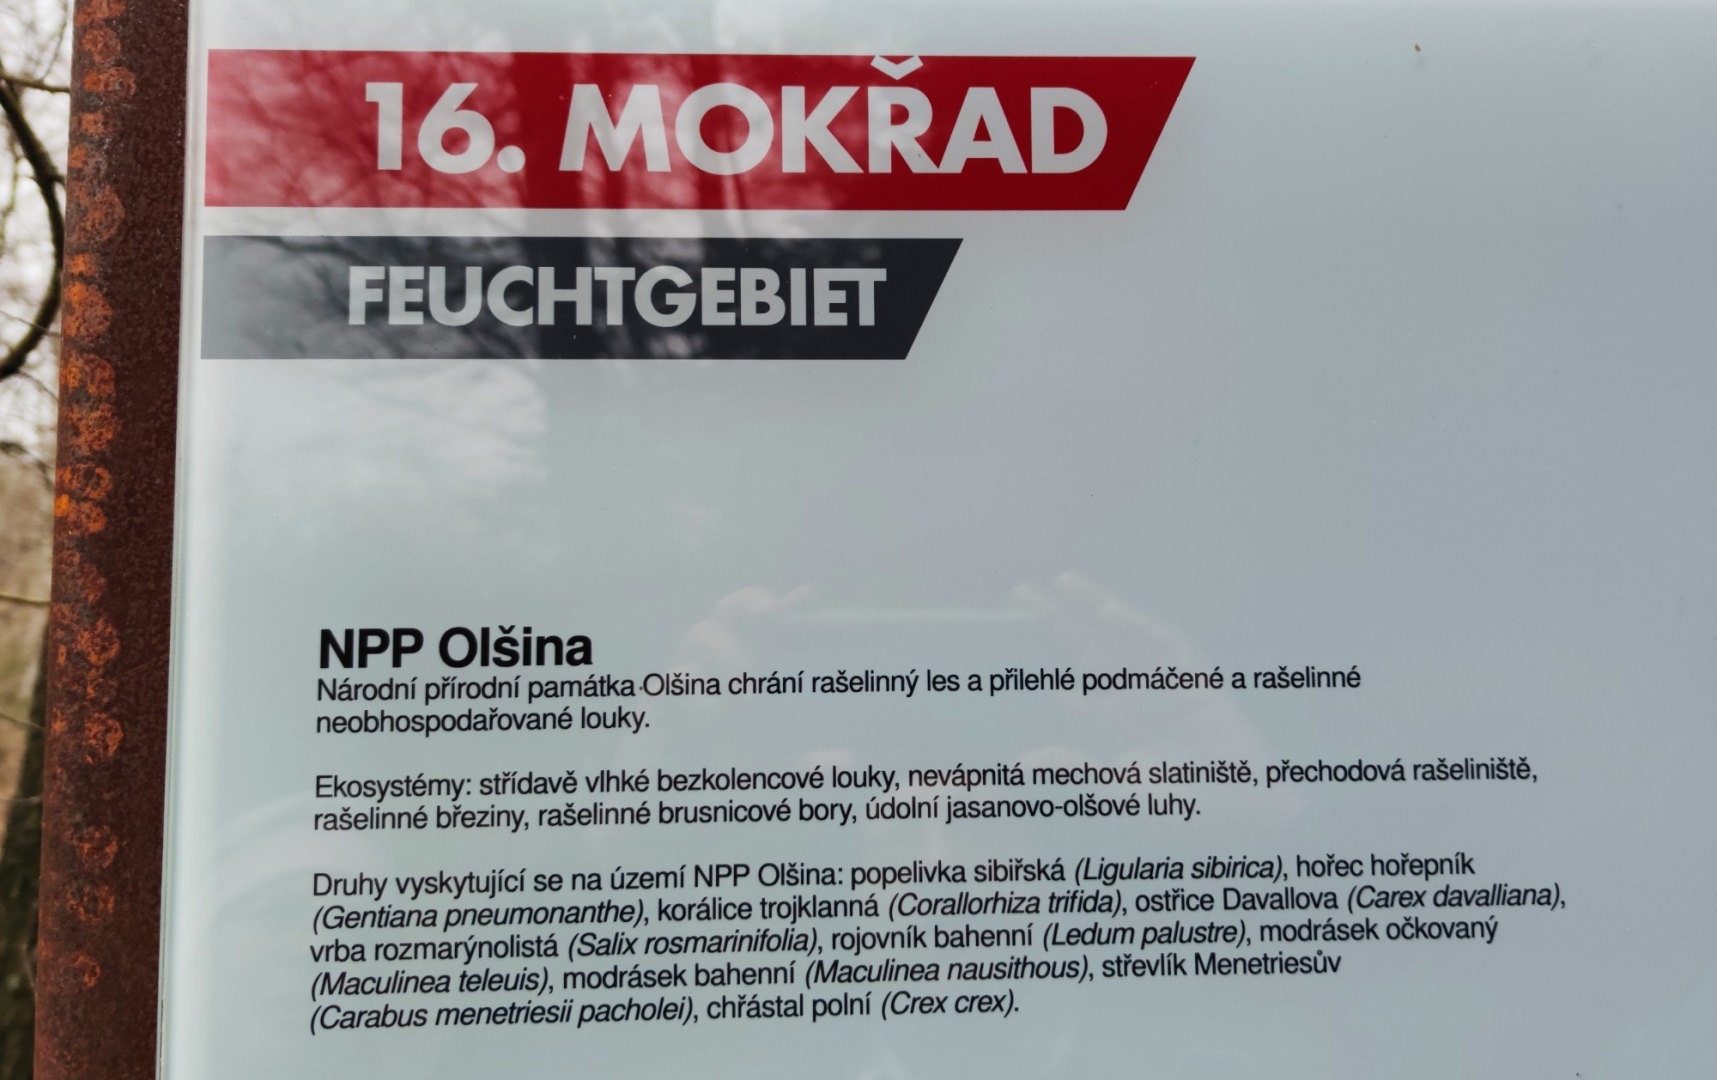 16. MOKŘAD
FEUCHTGEBIET
NPP Olšina
Národní přírodní památka Olšina chrání rašelinný les a přilehlé podmáčené a rašelinné
neobhospodařované louky.
Ekosystémy: střídavě vlhké bezkolencové louky, nevápnitá mechová slatiniště, přechodová rašeliniště,
rašelinné březiny, rašelinné brusnicové bory, údolní jasanovo-olšové luhy.
Druhy vyskytující se na území NPP Olšina: popelivka sibiřská (Ligularia sibirica), hořec hořepník
(Gentiana pneumonanthe), korálice trojklanná (Corallorhiza trifida), ostřice Davallova (Carex davalliana),
vrba rozmarýnolistá (Salix rosmarinifolia), rojovník bahenní (Ledum palustre), modrásek očkovaný
(Maculinea teleuis), modrásek bahenní (Maculinea nausithous), střevlík Menetriesův
(Carabus menetriesii pacholei), chřástal polní (Crex crex).